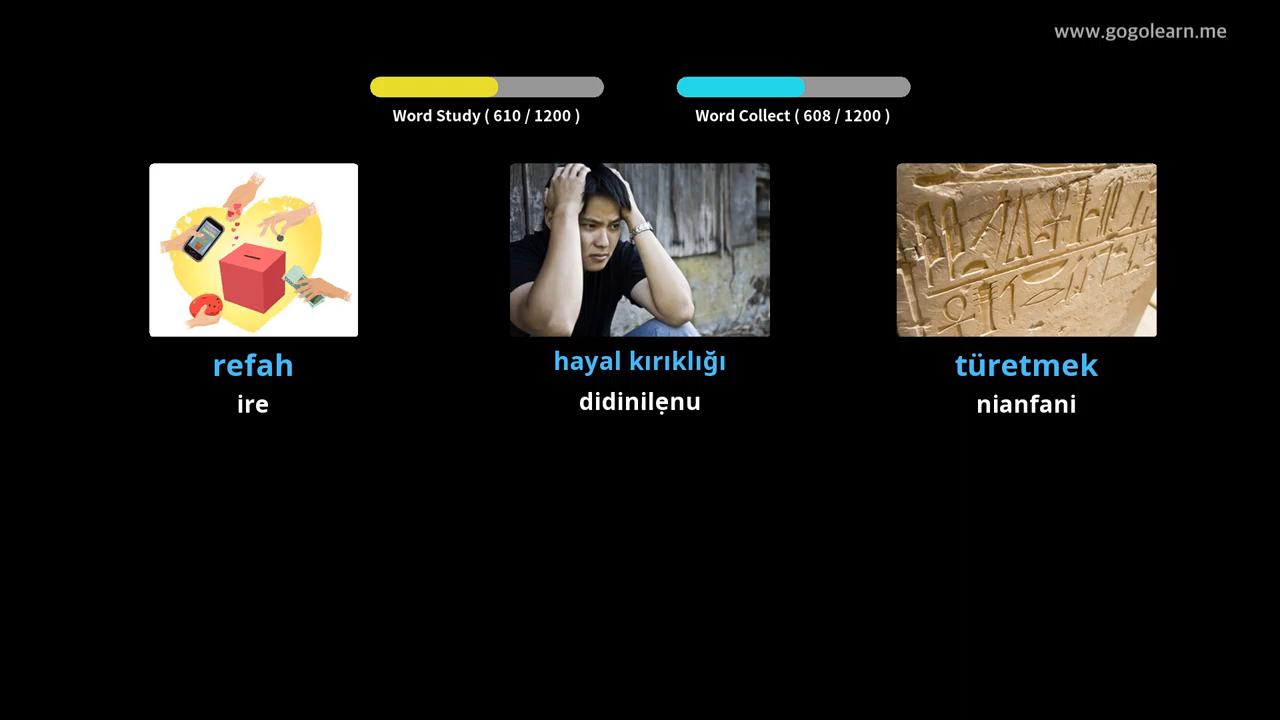 www.gogolearn.me
Word Study ( 610 / 1200 )
Word Collect ( 608 / 1200 )
refah
hayal kırıklığı
türetmek
ire
didinilẹnu
nianfani